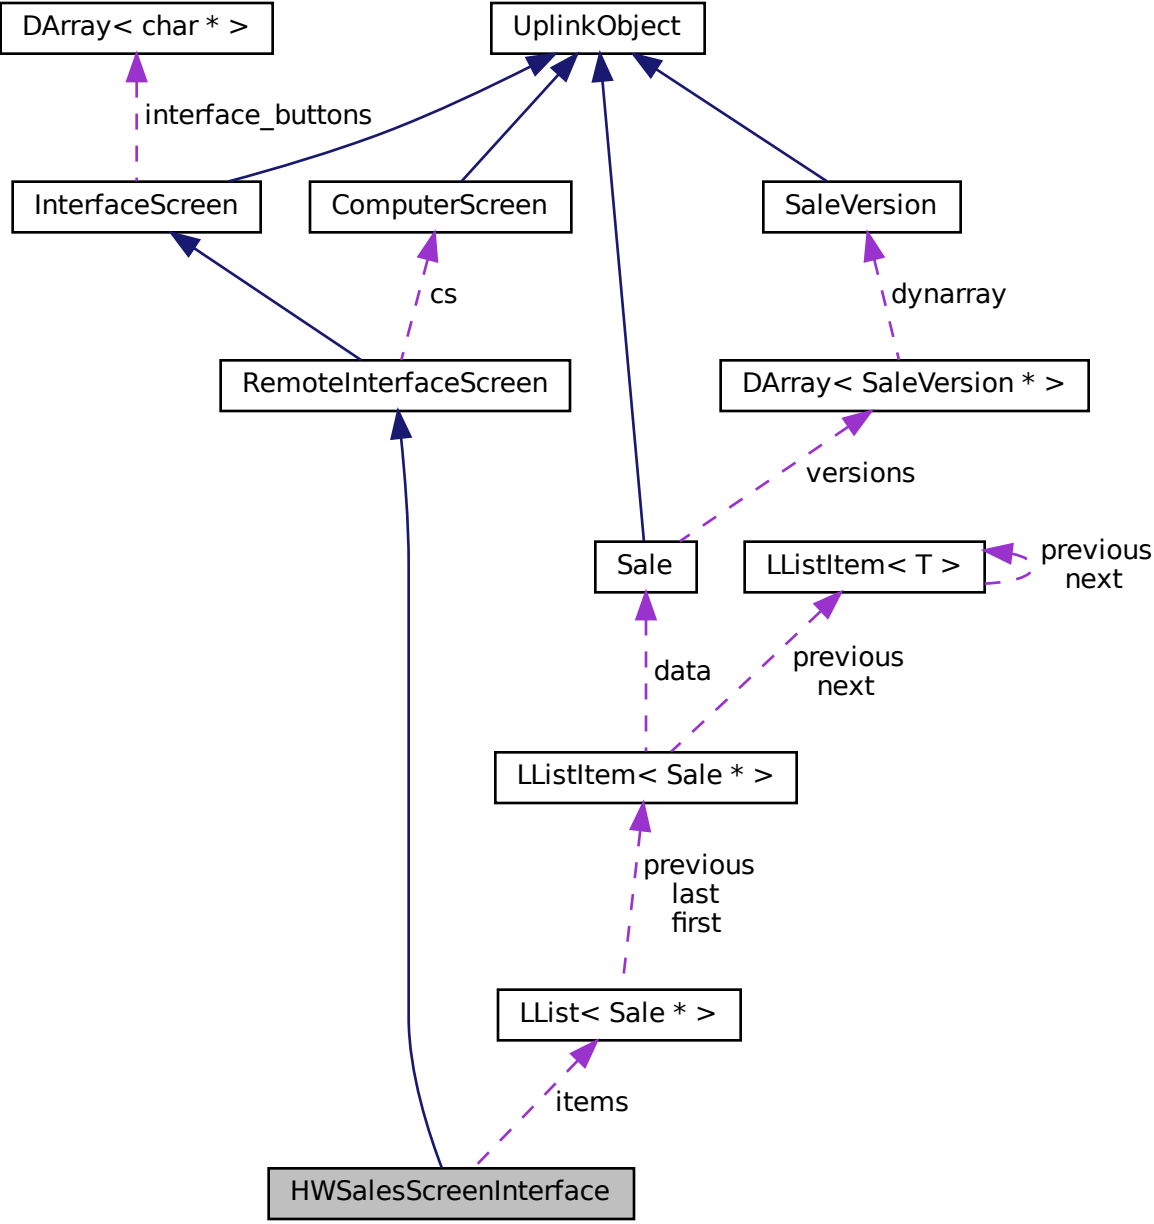 DArray< char * >
UplinkObject
interface_buttons
InterfaceScreen
ComputerScreen
SaleVersion
cs
dynarray
RemoteInterfaceScreen
DArray< SaleVersion * >
versions
Sale
LListItem< T >
previous
next
data
previous
next
LListItem< Sale * >
previous
last
first
LList< Sale * >
items
HWSalesScreenInterface